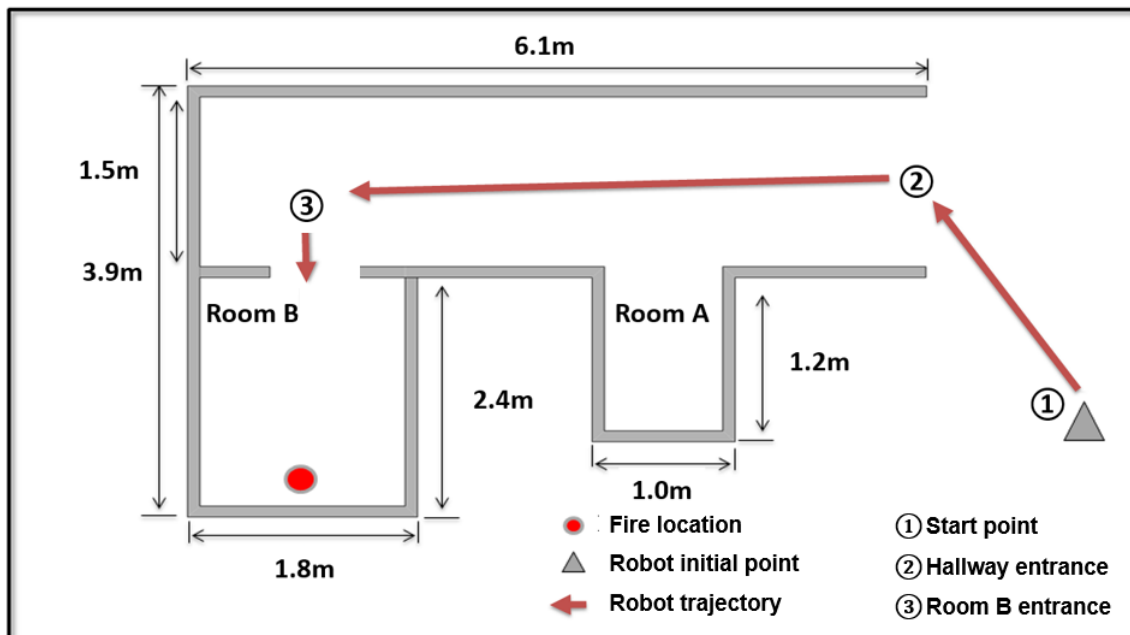 6.1m
1.5m
②
③
3.9m
Room B
Room A
1.2m
2.4m
①
1.0m
1.8m
Fire location
Robot initial point
Robot trajectory
① Start point
② Hallway entrance
③ Room B entrance